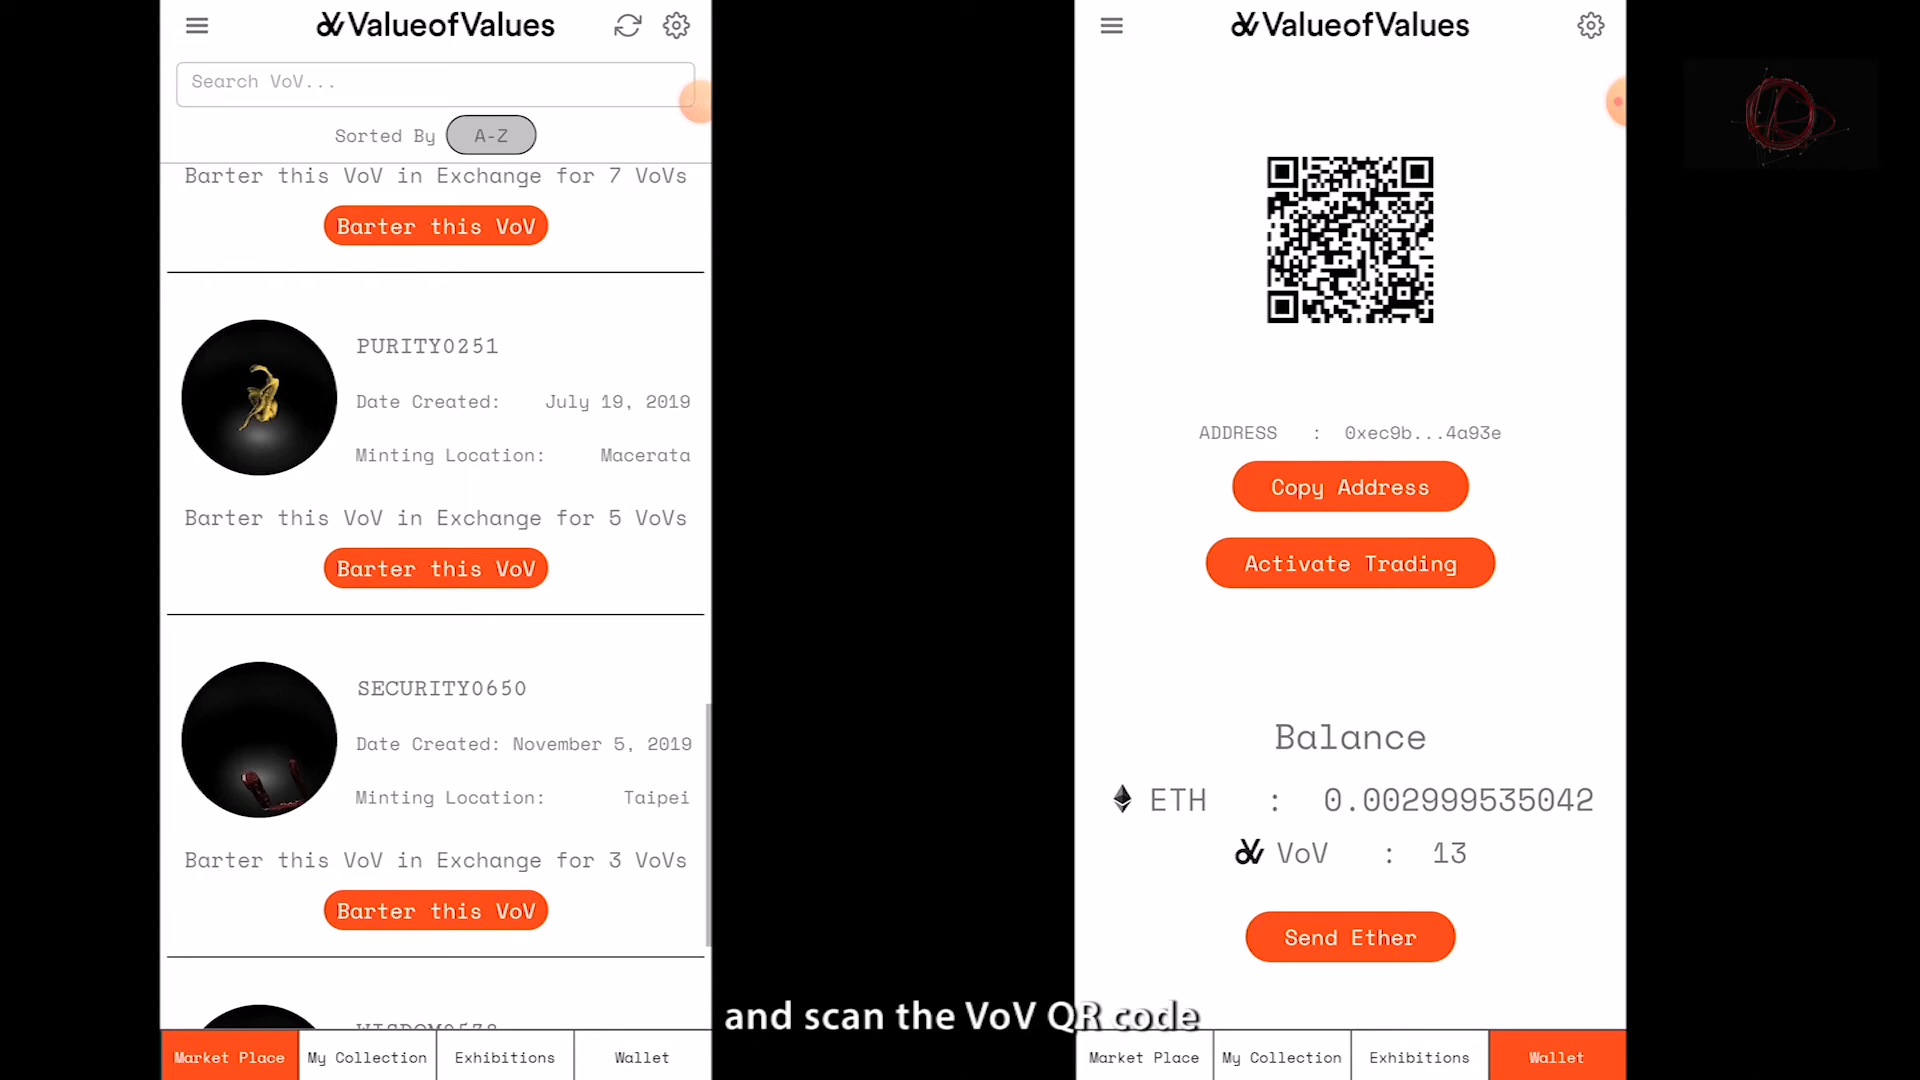 ValueofValues
Search VoV...
Sorted By A-Z
Barter this VoV in Exchange for 7 VoVs
Barter this VoV
PURITY0251
Date Created: July 19, 2019
Minting Location: Macerata
Barter this VoV in Exchange for 5 VoVs
Barter this VoV
SECURITY0650
Date Created: November 5, 2019
Minting Location: Taipei
Barter this VoV in Exchange for 3 VoVs
Barter this VoV
WISDOM0538
Market Place My Collection Exhibitions Wallet
ValueofValues
ADDRESS : 0xec9b...4a93e
Copy Address
Activate Trading
Balance
ETH : 0.002999535042
VoV : 13
Send Ether
Market Place My Collection Exhibitions Wallet
and scan the VoV QR code